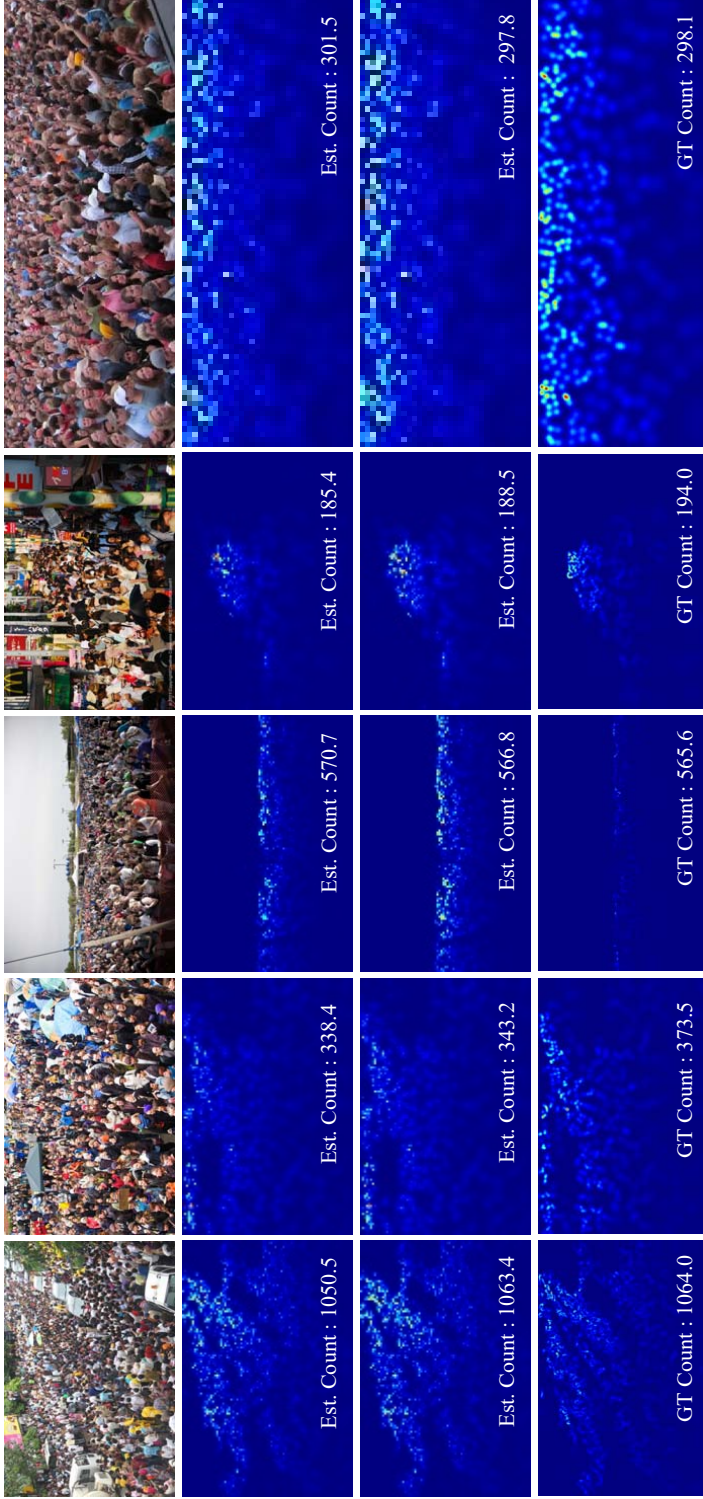 FE
Est. Count : 1050.5
Est. Count : 338.4
Est. Count : 570.7
Est. Count : 185.4
Est. Count : 301.5
Est. Count : 1063.4
Est. Count : 343.2
Est. Count : 566.8
Est. Count : 188.5
Est. Count : 297.8
GT Count : 1064.0
GT Count : 373.5
GT Count : 565.6
GT Count : 194.0
GT Count : 298.1